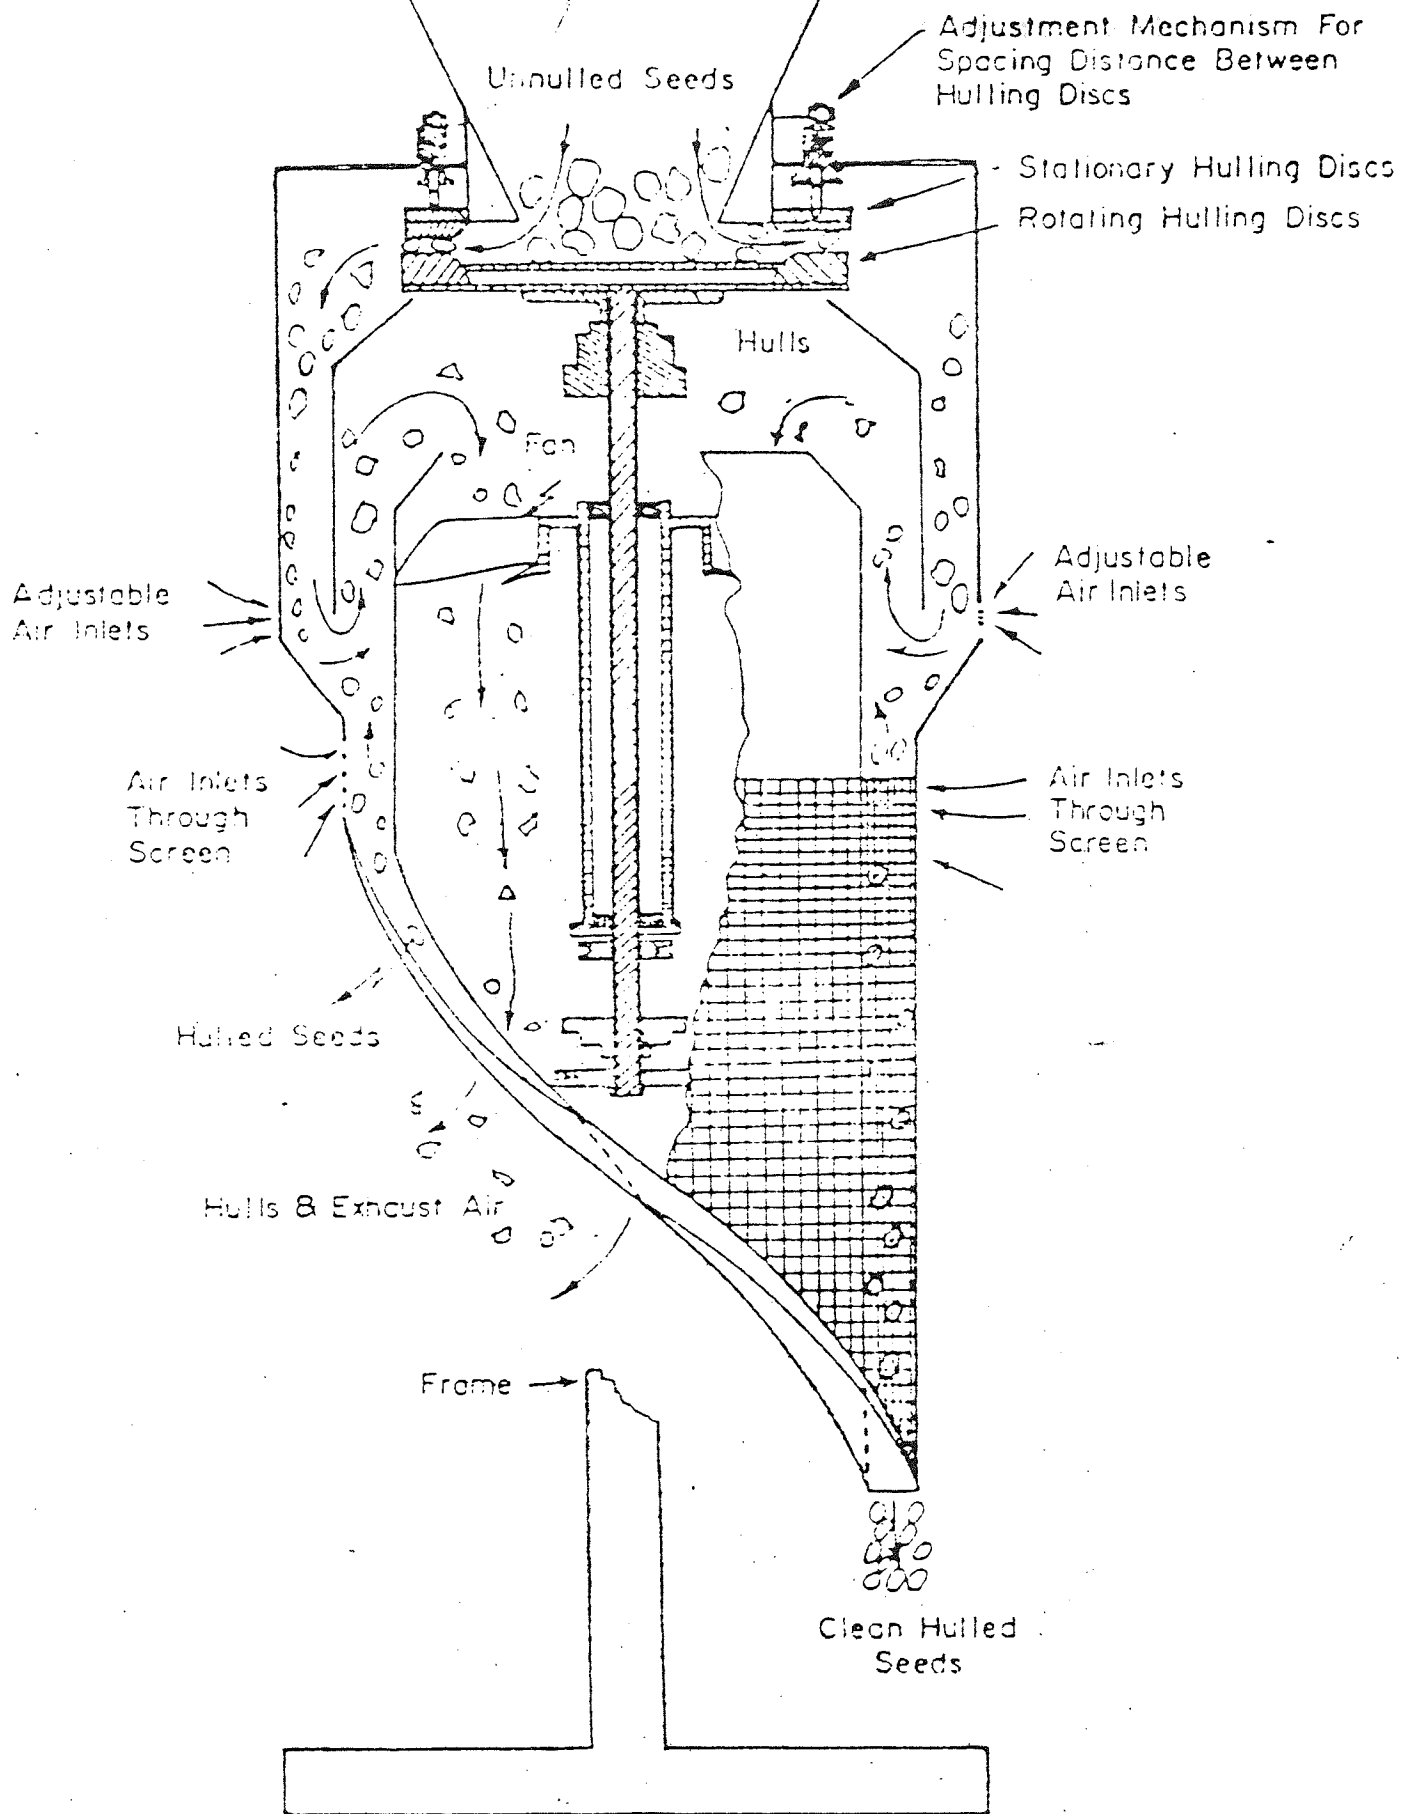 Adjustment Mechanism For
Spacing Distance Between
Hulling Discs
Unhulled Seeds
Stationary Hulling Discs
Rotating Hulling Discs
Hulls
Fan
Adjustable
Air Inlets
Adjustable
Air Inlets
Air Inlets
Through
Screen
Air Inlets
Through
Screen
Hulled Seeds
Hulls & Exhaust Air
Frame
Clean Hulled
Seeds